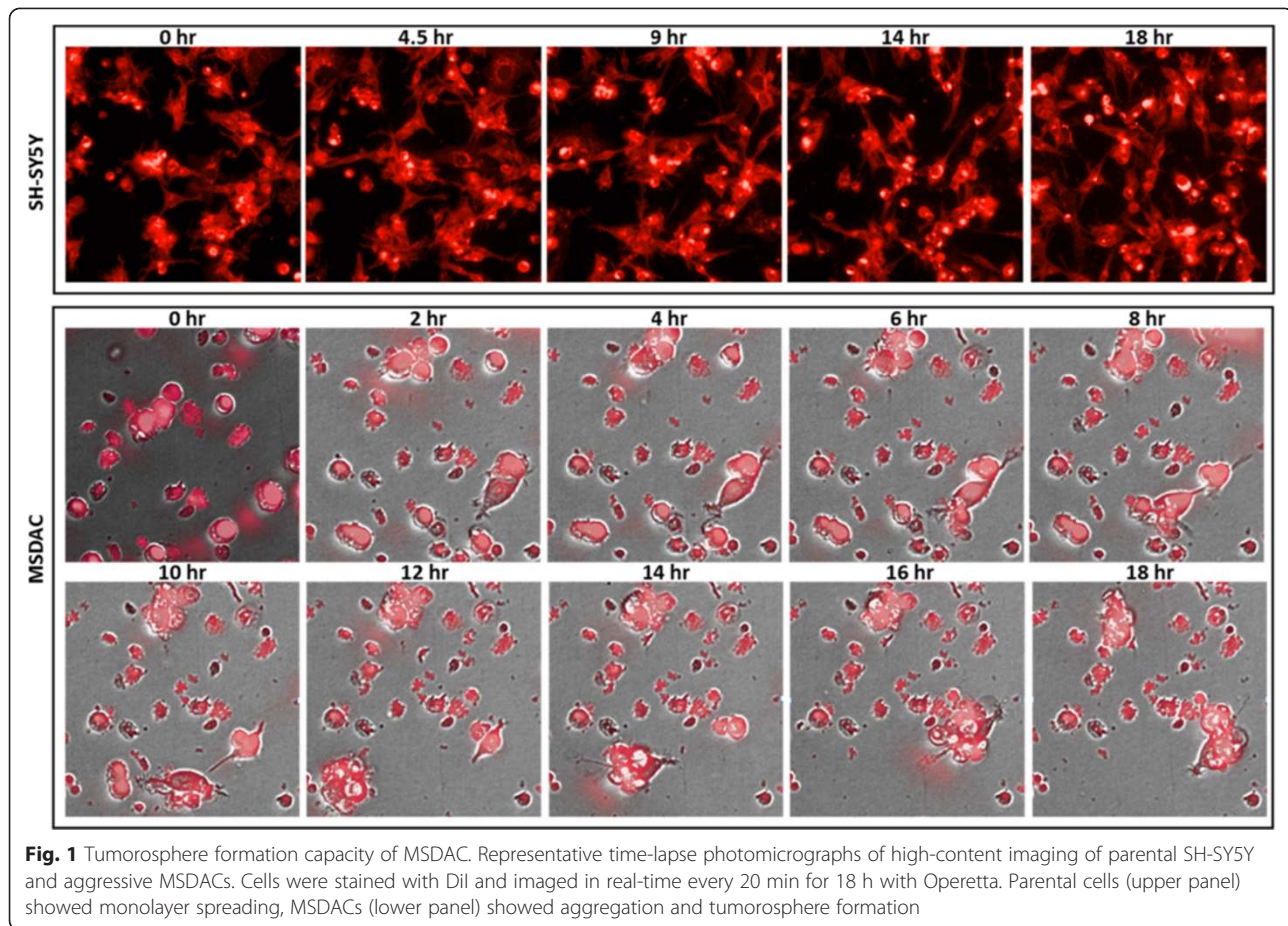 0 hr 4.5 hr 9 hr 14 hr 18 hr
SH-SY5Y
0 hr 2 hr 4 hr 6 hr 8 hr
MSDAC
10 hr 12 hr 14 hr 16 hr 18 hr
Fig. 1 Tumorosphere formation capacity of MSDAC. Representative time-lapse photomicrographs of high-content imaging of parental SH-SY5Y
and aggressive MSDACs. Cells were stained with DiI and imaged in real-time every 20 min for 18 h with Operetta. Parental cells (upper panel)
showed monolayer spreading, MSDACs (lower panel) showed aggregation and tumorosphere formation